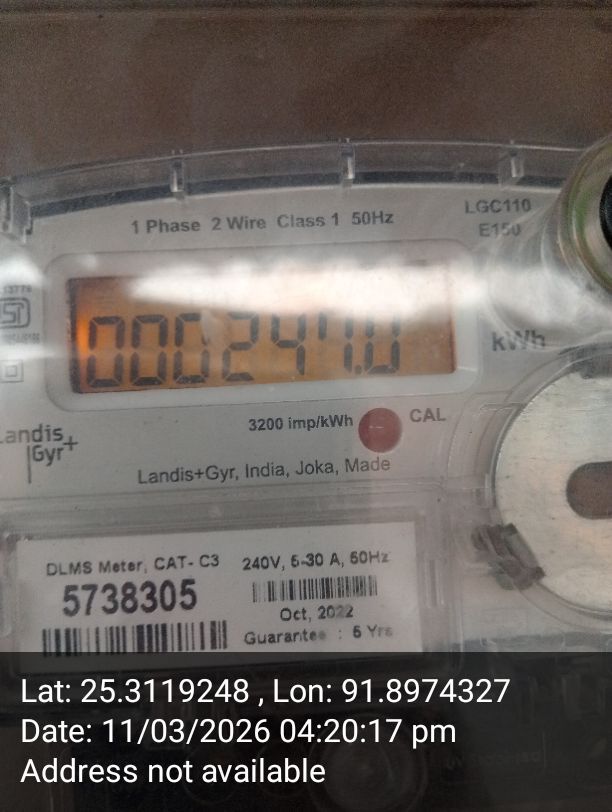 1 Phase 2 Wire Class 1 50Hz
LGC110
E150
000247.0
kWh
3200 imp/kWh
CAL
Landis+
Gyr
Landis+Gyr, India, Joka, Made
DLMS Meter, CAT- C3
240V, 5-30 A, 50Hz
5738305
Oct, 2022
Guarantee : 5 Yrs
Lat: 25.3119248 , Lon: 91.8974327
Date: 11/03/2026 04:20:17 pm
Address not available